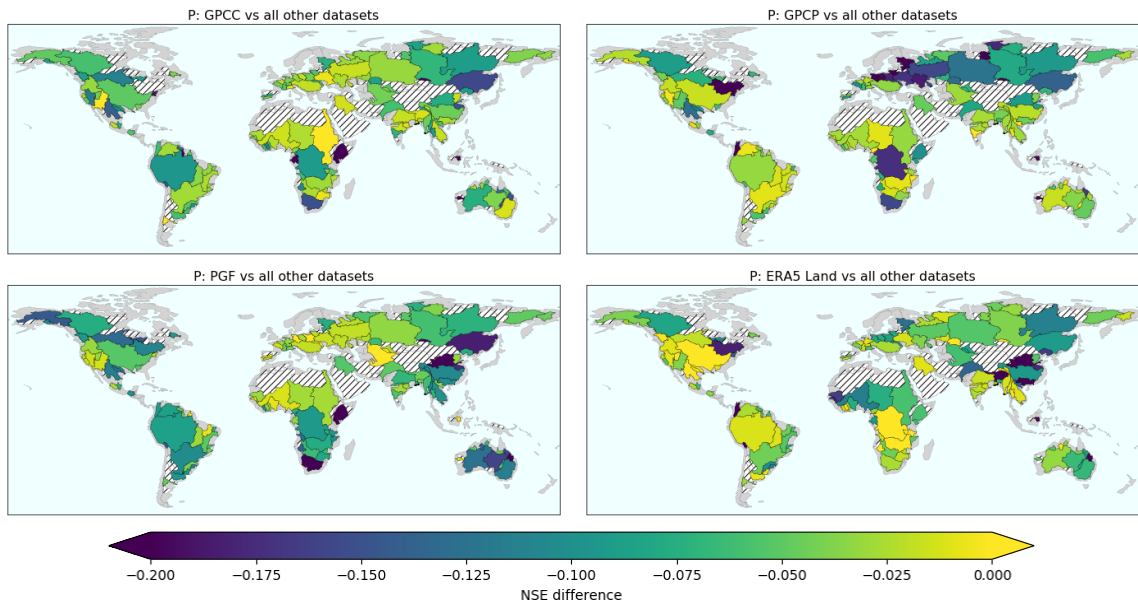 P: GPCC vs all other datasets
P: GPCP vs all other datasets
P: PGF vs all other datasets
P: ERA5 Land vs all other datasets
−0.200 −0.175 −0.150 −0.125 −0.100 −0.075 −0.050 −0.025 0.000
NSE difference